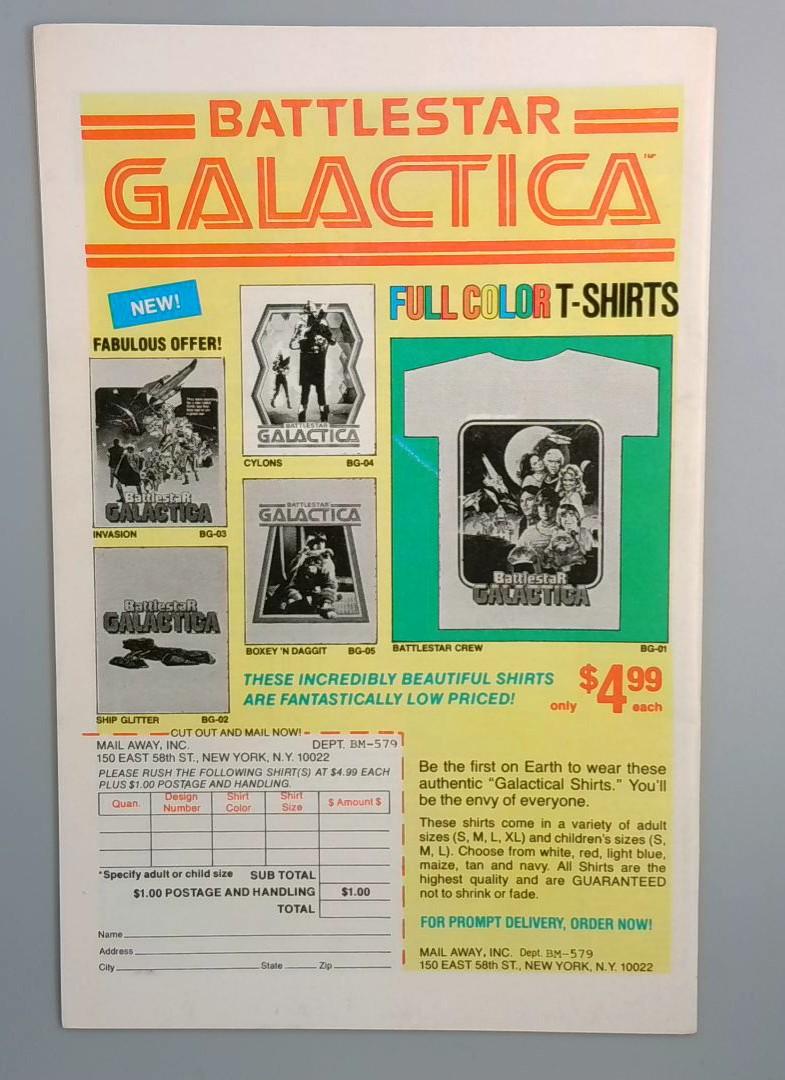 BATTLESTAR
GALACTICA™
NEW!
FABULOUS OFFER!
FULL COLOR T-SHIRTS
BATTLESTAR
GALACTICA
CYLONS BG-04
BattlestaR
GALACTICA
INVASION BG-03
BATTLESTAR
GALACTICA
BOXEY 'N DAGGIT BG-05
BattlestaR
GALACTICA
BATTLESTAR CREW BG-01
BattlestaR
GALACTICA
SHIP GLITTER BG-02
THESE INCREDIBLY BEAUTIFUL SHIRTS
ARE FANTASTICALLY LOW PRICED!
only $4.99 each
CUT OUT AND MAIL NOW!
MAIL AWAY, INC. DEPT. BM-579
150 EAST 58th ST., NEW YORK, N.Y. 10022
PLEASE RUSH THE FOLLOWING SHIRT(S) AT $4.99 EACH
PLUS $1.00 POSTAGE AND HANDLING.
Quan. Design Number Shirt Color Shirt Size $ Amount $
*Specify adult or child size SUB TOTAL
$1.00 POSTAGE AND HANDLING $1.00
TOTAL
Name
Address
City State Zip
Be the first on Earth to wear these
authentic "Galactical Shirts." You'll
be the envy of everyone.
These shirts come in a variety of adult
sizes (S, M, L, XL) and children's sizes (S,
M, L). Choose from white, red, light blue,
maize, tan and navy. All Shirts are the
highest quality and are GUARANTEED
not to shrink or fade.
FOR PROMPT DELIVERY, ORDER NOW!
MAIL AWAY, INC. Dept. BM-579
150 EAST 58th ST., NEW YORK, N.Y. 10022